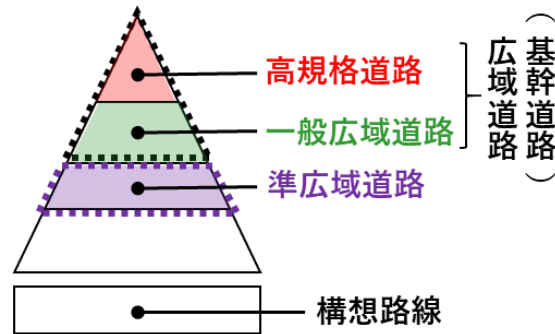 高規格道路
一般広域道路
準広域道路
構想路線
広域道路
（基幹道路）